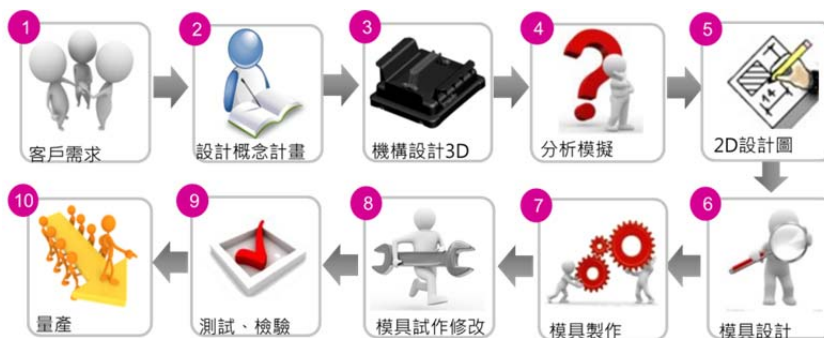 1
客戶需求
2
設計概念計畫
3
機構設計3D
4
分析模擬
5
14
2D設計圖
6
模具設計
7
模具製作
8
模具試作修改
9
測試、檢驗
10
量產